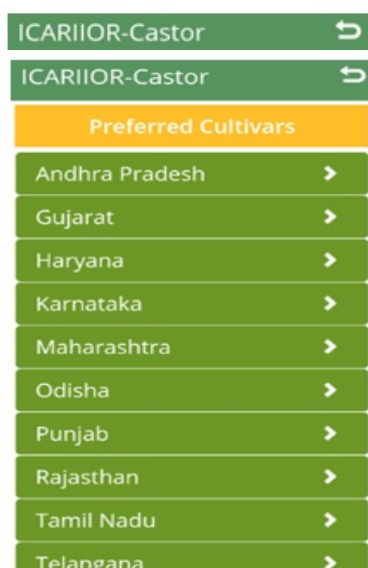 ICARIIOR-Castor
ICARIIOR-Castor
Preferred Cultivars
Andhra Pradesh
Gujarat
Haryana
Karnataka
Maharashtra
Odisha
Punjab
Rajasthan
Tamil Nadu
Telangana